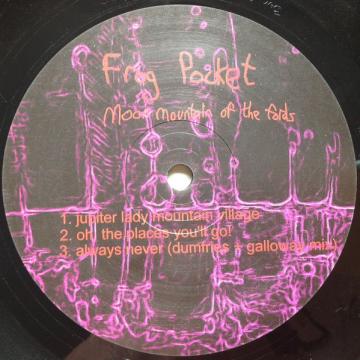 Frog Pocket
Moon mountain of the fords
1. jupiter lady mountain village
2. oh, the places you'll go!
3. always never (dumfries + galloway mix)